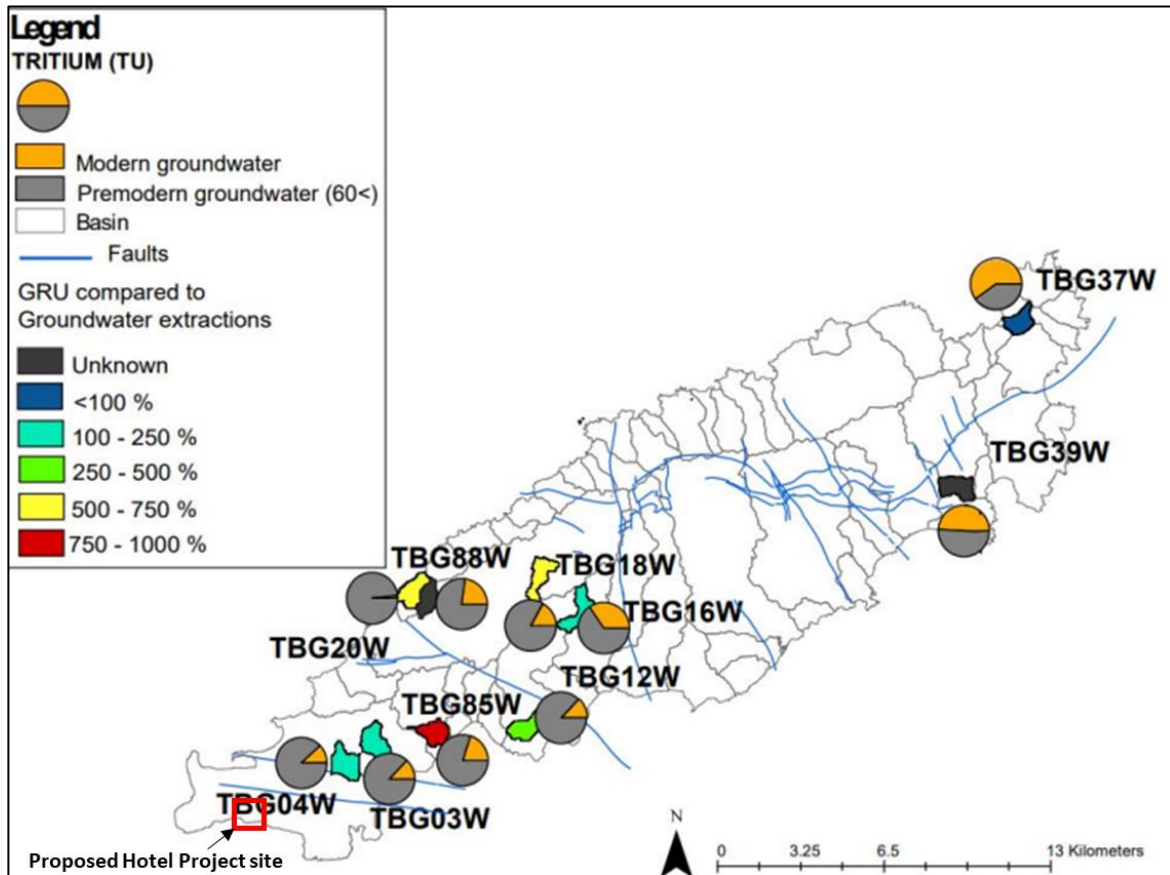 Legend
TRITIUM (TU)
Modern groundwater
Premodern groundwater (60<)
Basin
Faults
GRU compared to
Groundwater extractions
Unknown
<100 %
100 - 250 %
250 - 500 %
500 - 750 %
750 - 1000 %
TBG37W
TBG39W
TBG88W
TBG18W
TBG16W
TBG20W
TBG12W
TBG85W
TBG04W
TBG03W
Proposed Hotel Project site
N
0 3.25 6.5 13 Kilometers